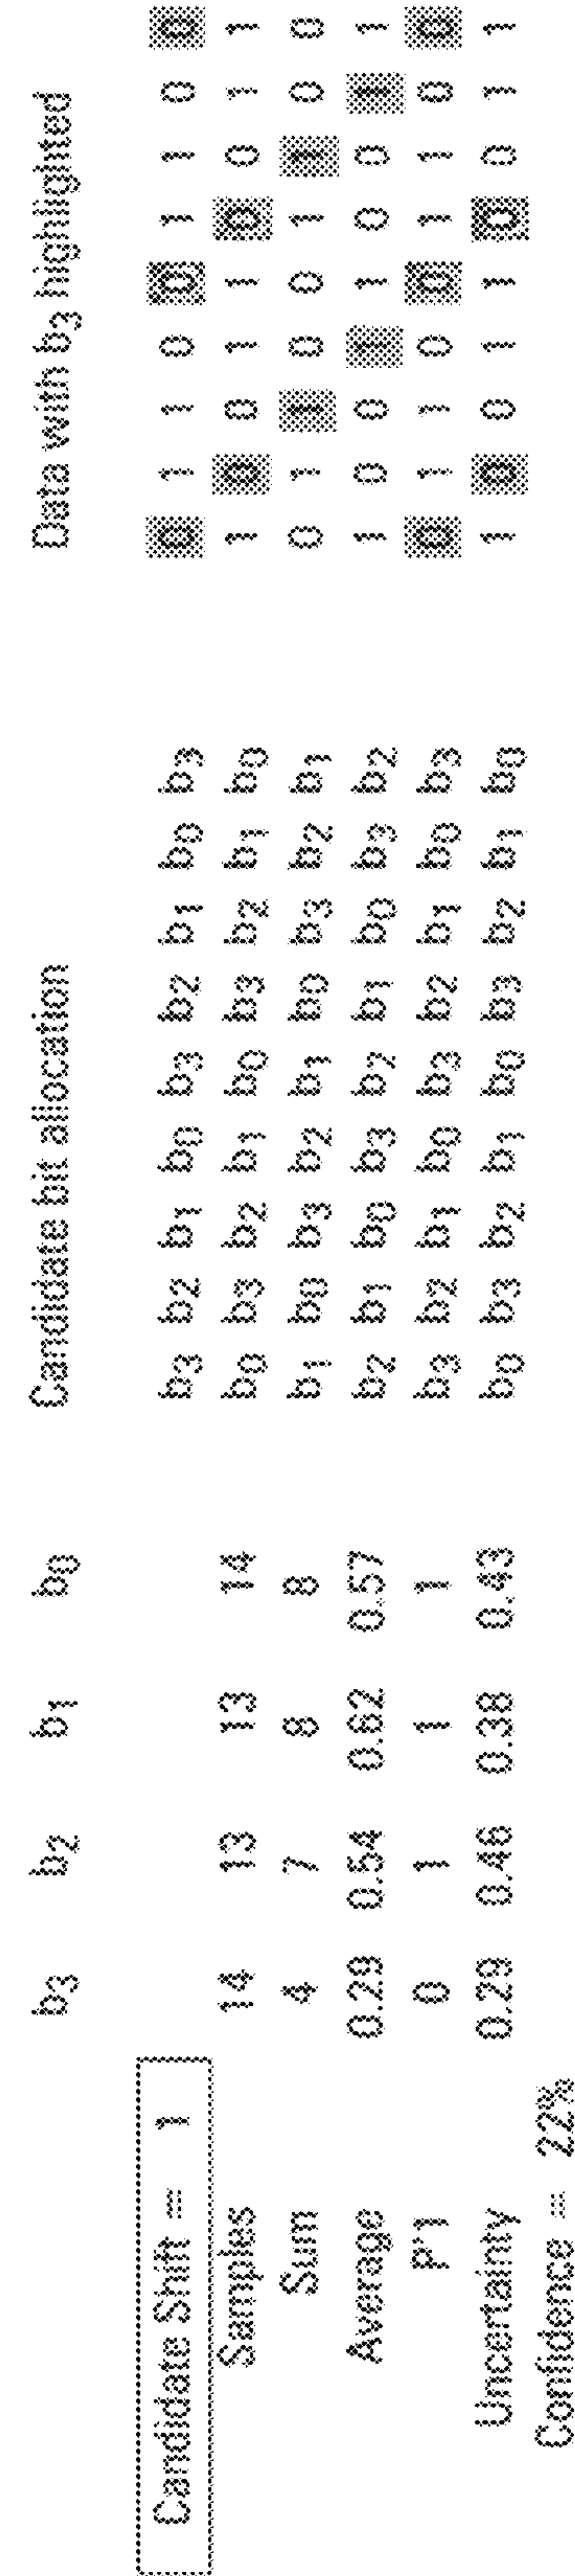 b3 b2 b1 b0 Candidate bit allocation Data with b3 highlighted
Candidate Shift = 1 b3 b2 b1 b0 b3 b2 b1 b0 b3 0 1 1 0 0 1 1 0 0
Samples 14 13 13 14 b0 b3 b2 b1 b0 b3 b2 b1 b0 1 0 0 1 1 0 0 1 1
Sum 4 7 8 8 b1 b0 b3 b2 b1 b0 b3 b2 b1 0 1 1 0 0 1 1 0 0
Average 0.29 0.54 0.62 0.57 b2 b1 b0 b3 b2 b1 b0 b3 b2 1 0 0 1 1 0 0 1 1
P'1 0 1 1 1 b3 b2 b1 b0 b3 b2 b1 b0 b3 0 1 1 0 0 1 1 0 0
Uncertainty 0.29 0.46 0.38 0.43 b0 b3 b2 b1 b0 b3 b2 b1 b0 1 0 0 1 1 0 0 1 1
Confidence = 22%